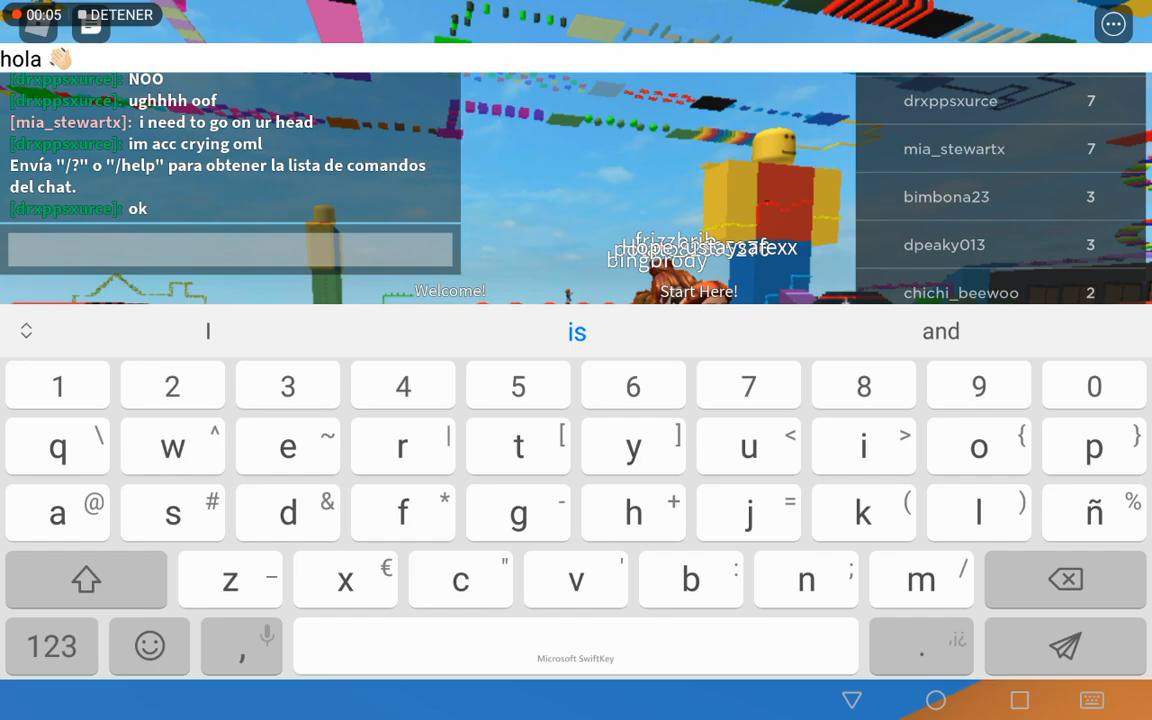 00:05 DETENER
hola 👋🏻
[drxppsxurce]: NOO
[drxppsxurce]: ughhhh oof
[mia_stewartx]: i need to go on ur head
[drxppsxurce]: im acc crying oml
Envía "/?" o "/help" para obtener la lista de comandos
del chat.
[drxppsxurce]: ok
drxppsxurce 7
mia_stewartx 7
bimbona23 3
dpeaky013 3
chichi_beewoo 2
bingbrody
Welcome!
Start Here!
I is and
1 2 3 4 5 6 7 8 9 0
q \ w ^ e ~ r | t [ y ] u < i > o { p }
a @ s # d & f * g - h + j = k ( l ) ñ %
z _ x € c " v ' b : n ; m /
123 , Microsoft SwiftKey . ,¡¿